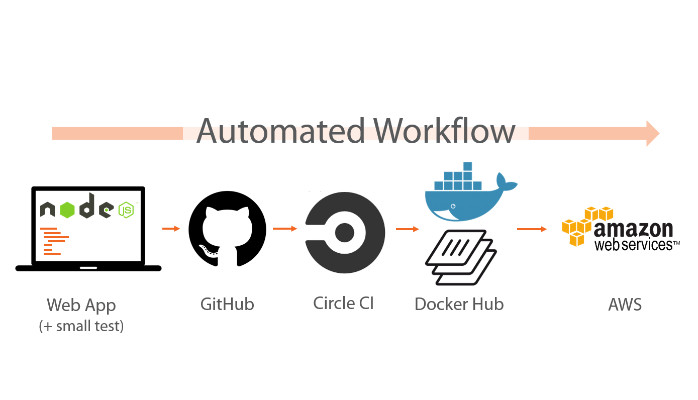 Automated Workflow
node JS
amazon
web services™
Web App
(+ small test)
GitHub
Circle CI
Docker Hub
AWS